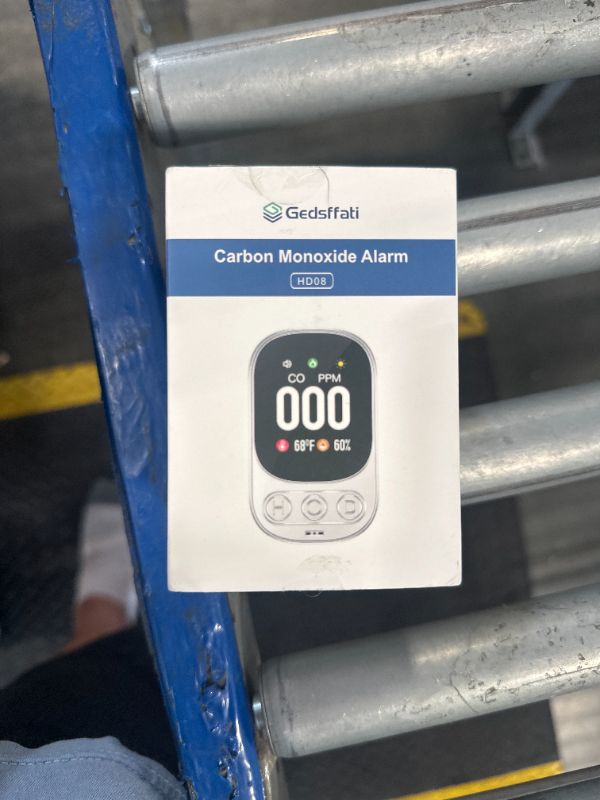 Gedsffati
Carbon Monoxide Alarm
HD08
CO PPM
000
68°F 60%
H O D